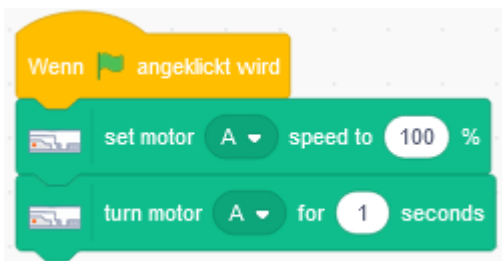 Wenn angeklickt wird
set motor A speed to 100 %
turn motor A for 1 seconds